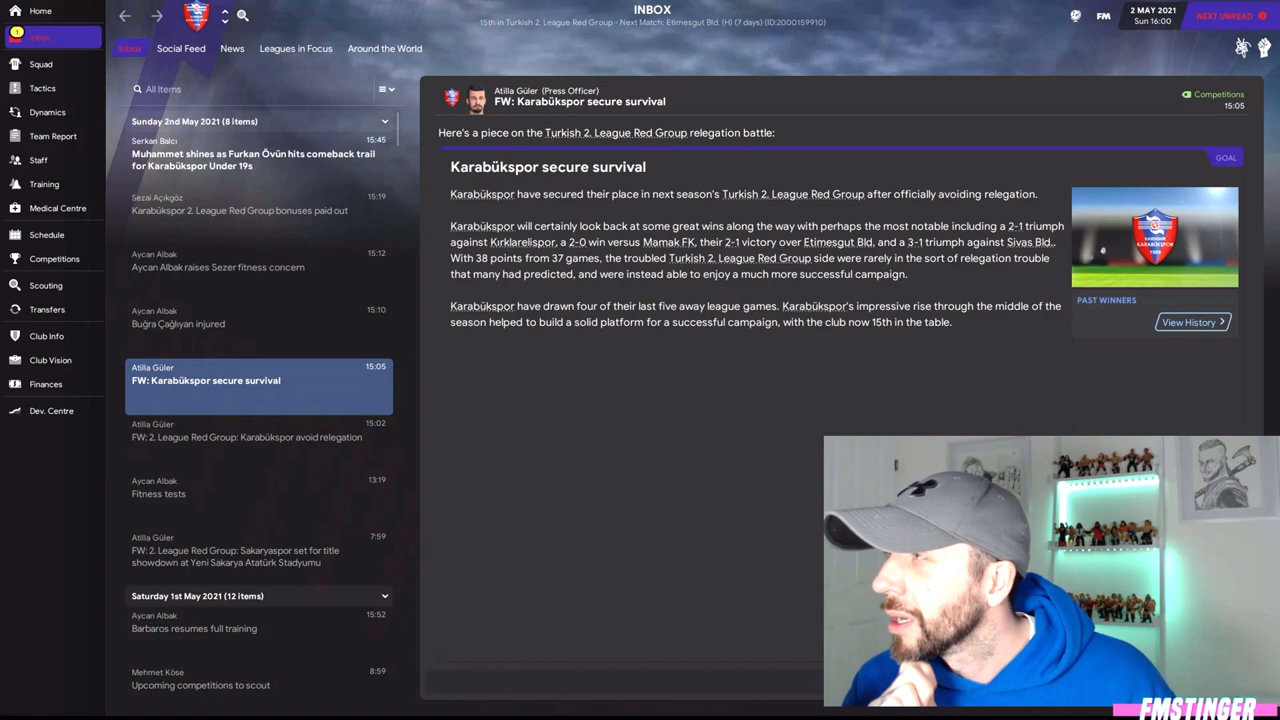 Home
INBOX
15th in Turkish 2. League Red Group - Next Match: Etimesgut Bld. (H) (7 days) (ID:2000159910)
FM
2 MAY 2021
Sun 16:00
NEXT UNREAD
1
Inbox
Squad
Tactics
Dynamics
Team Report
Staff
Training
Medical Centre
Schedule
Competitions
Scouting
Transfers
Club Info
Club Vision
Finances
Dev. Centre
Inbox
Social Feed
News
Leagues in Focus
Around the World
All Items
Sunday 2nd May 2021 (8 items)
Serkan Balcı
15:45
Muhammet shines as Furkan Övün hits comeback trail
for Karabükspor Under 19s
Sezai Açıkgöz
15:19
Karabükspor 2. League Red Group bonuses paid out
Aycan Albak
15:12
Aycan Albak raises Sezer fitness concern
Aycan Albak
15:10
Buğra Çağlıyan injured
Atilla Güler
15:05
FW: Karabükspor secure survival
Atilla Güler
15:02
FW: 2. League Red Group: Karabükspor avoid relegation
Aycan Albak
13:19
Fitness tests
Atilla Güler
7:59
FW: 2. League Red Group: Sakaryaspor set for title
showdown at Yeni Sakarya Atatürk Stadyumu
Saturday 1st May 2021 (12 items)
Aycan Albak
15:52
Barbaros resumes full training
Mehmet Köse
8:59
Upcoming competitions to scout
Atilla Güler (Press Officer)
FW: Karabükspor secure survival
Competitions
15:05
Here's a piece on the Turkish 2. League Red Group relegation battle:
GOAL
Karabükspor secure survival
Karabükspor have secured their place in next season's Turkish 2. League Red Group after officially avoiding relegation.
Karabükspor will certainly look back at some great wins along the way with perhaps the most notable including a 2-1 triumph
against Kırklarelispor, a 2-0 win versus Mamak FK, their 2-1 victory over Etimesgut Bld. and a 3-1 triumph against Sivas Bld..
With 38 points from 37 games, the troubled Turkish 2. League Red Group side were rarely in the sort of relegation trouble
that many had predicted, and were instead able to enjoy a much more successful campaign.
Karabükspor have drawn four of their last five away league games. Karabükspor's impressive rise through the middle of the
season helped to build a solid platform for a successful campaign, with the club now 15th in the table.
PAST WINNERS
View History
FMSTINGER